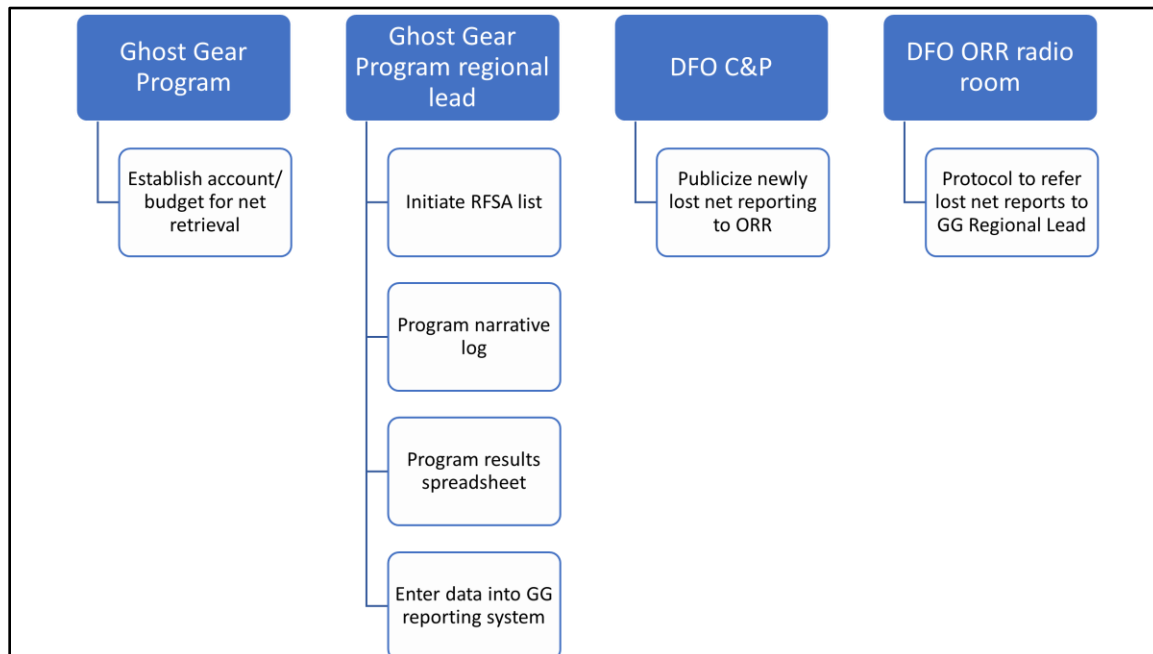 Ghost Gear
Program
Establish account/
budget for net
retrieval
Ghost Gear
Program regional
lead
Initiate RFSA list
Program narrative
log
Program results
spreadsheet
Enter data into GG
reporting system
DFO C&P
Publicize newly
lost net reporting
to ORR
DFO ORR radio
room
Protocol to refer
lost net reports to
GG Regional Lead